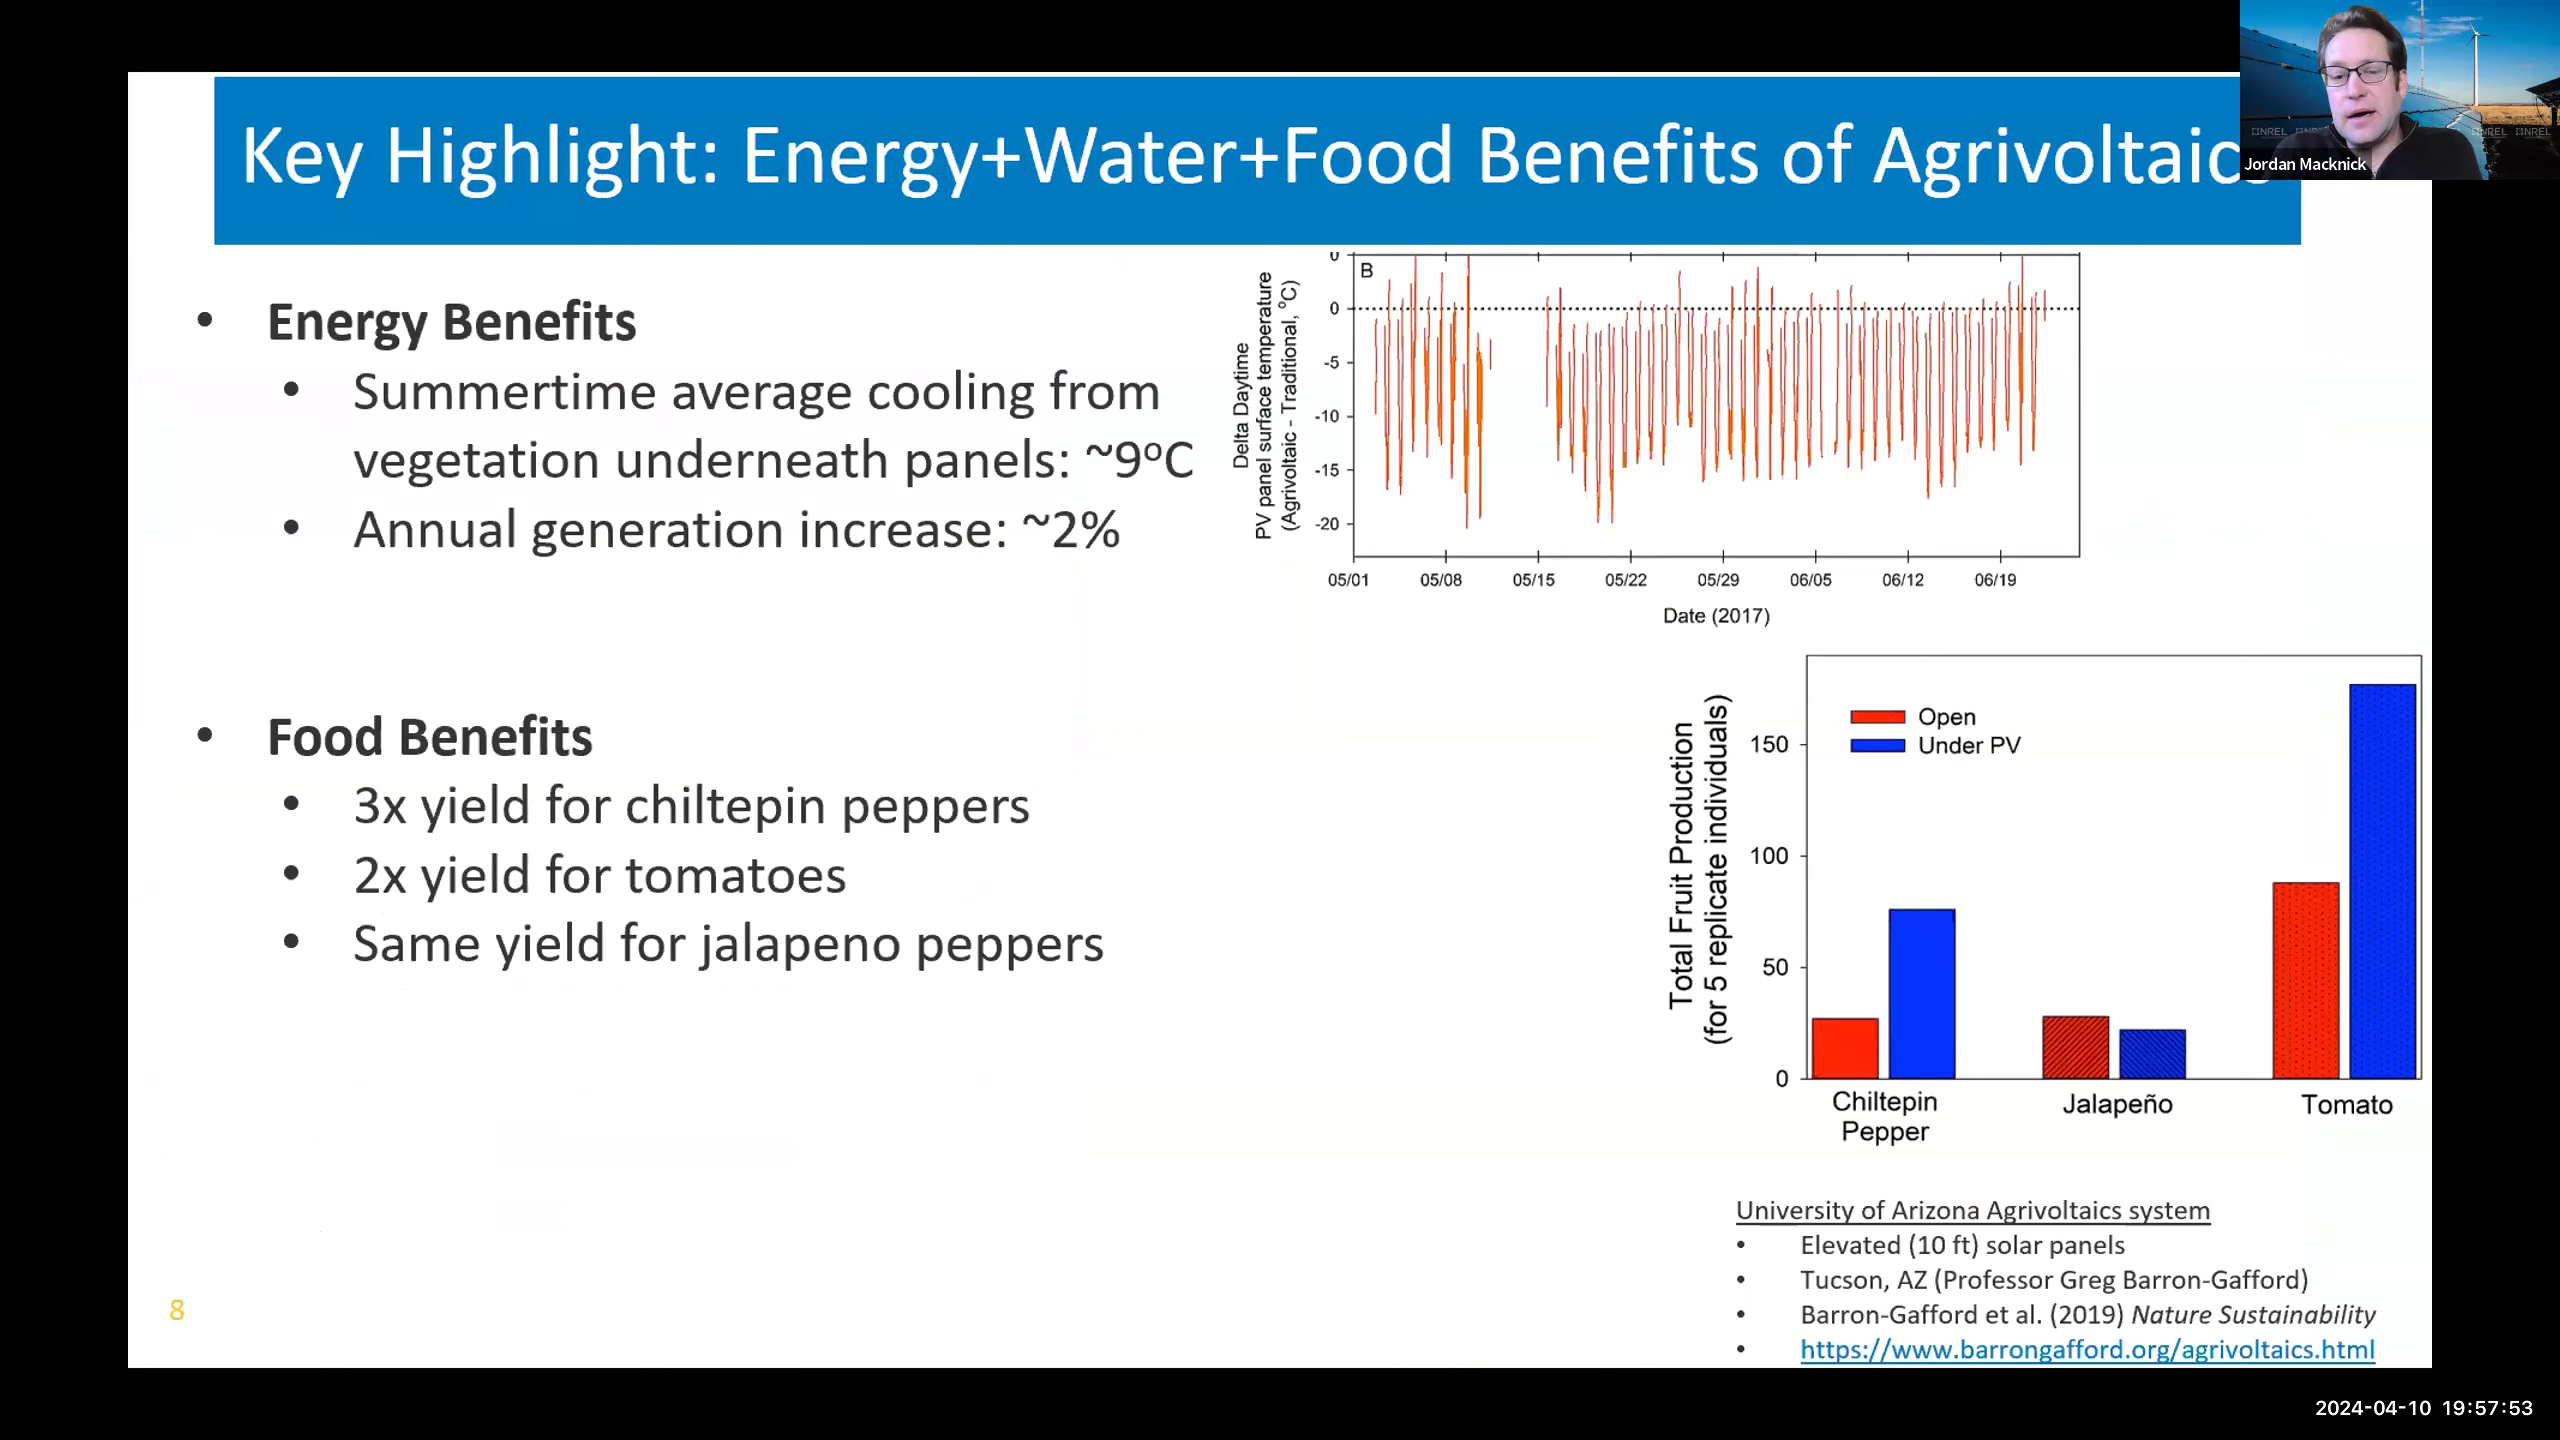 Key Highlight: Energy+Water+Food Benefits of Agrivoltaic
NREL
NREL
NREL
Jordan Macknick
• Energy Benefits
• Summertime average cooling from
vegetation underneath panels: ~9°C
• Annual generation increase: ~2%
• Food Benefits
• 3x yield for chiltepin peppers
• 2x yield for tomatoes
• Same yield for jalapeno peppers
8
B
Delta Daytime
PV panel surface temperature
(Agrivoltaic - Traditional, °C)
0
-5
-10
-15
-20
05/01 05/08 05/15 05/22 05/29 06/05 06/12 06/19
Date (2017)
Total Fruit Production
(for 5 replicate individuals)
Open
Under PV
150
100
50
0
Chiltepin
Pepper
Jalapeño
Tomato
University of Arizona Agrivoltaics system
• Elevated (10 ft) solar panels
• Tucson, AZ (Professor Greg Barron-Gafford)
• Barron-Gafford et al. (2019) Nature Sustainability
• https://www.barrongafford.org/agrivoltaics.html
2024-04-10 19:57:53